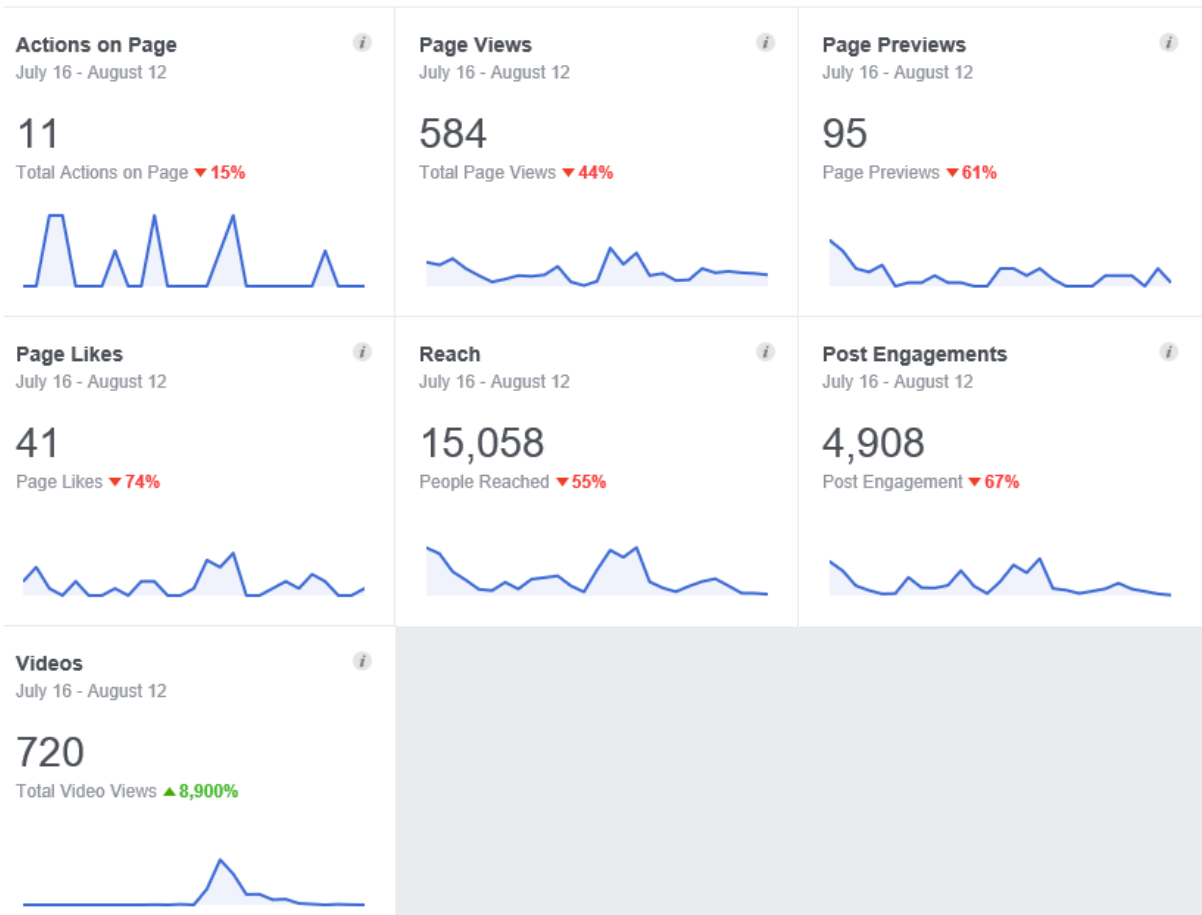 Actions on Page
July 16 - August 12
11
Total Actions on Page ▼ 15%
Page Views
July 16 - August 12
584
Total Page Views ▼ 44%
Page Previews
July 16 - August 12
95
Page Previews ▼ 61%
Page Likes
July 16 - August 12
41
Page Likes ▼ 74%
Reach
July 16 - August 12
15,058
People Reached ▼ 55%
Post Engagements
July 16 - August 12
4,908
Post Engagement ▼ 67%
Videos
July 16 - August 12
720
Total Video Views ▲ 8,900%